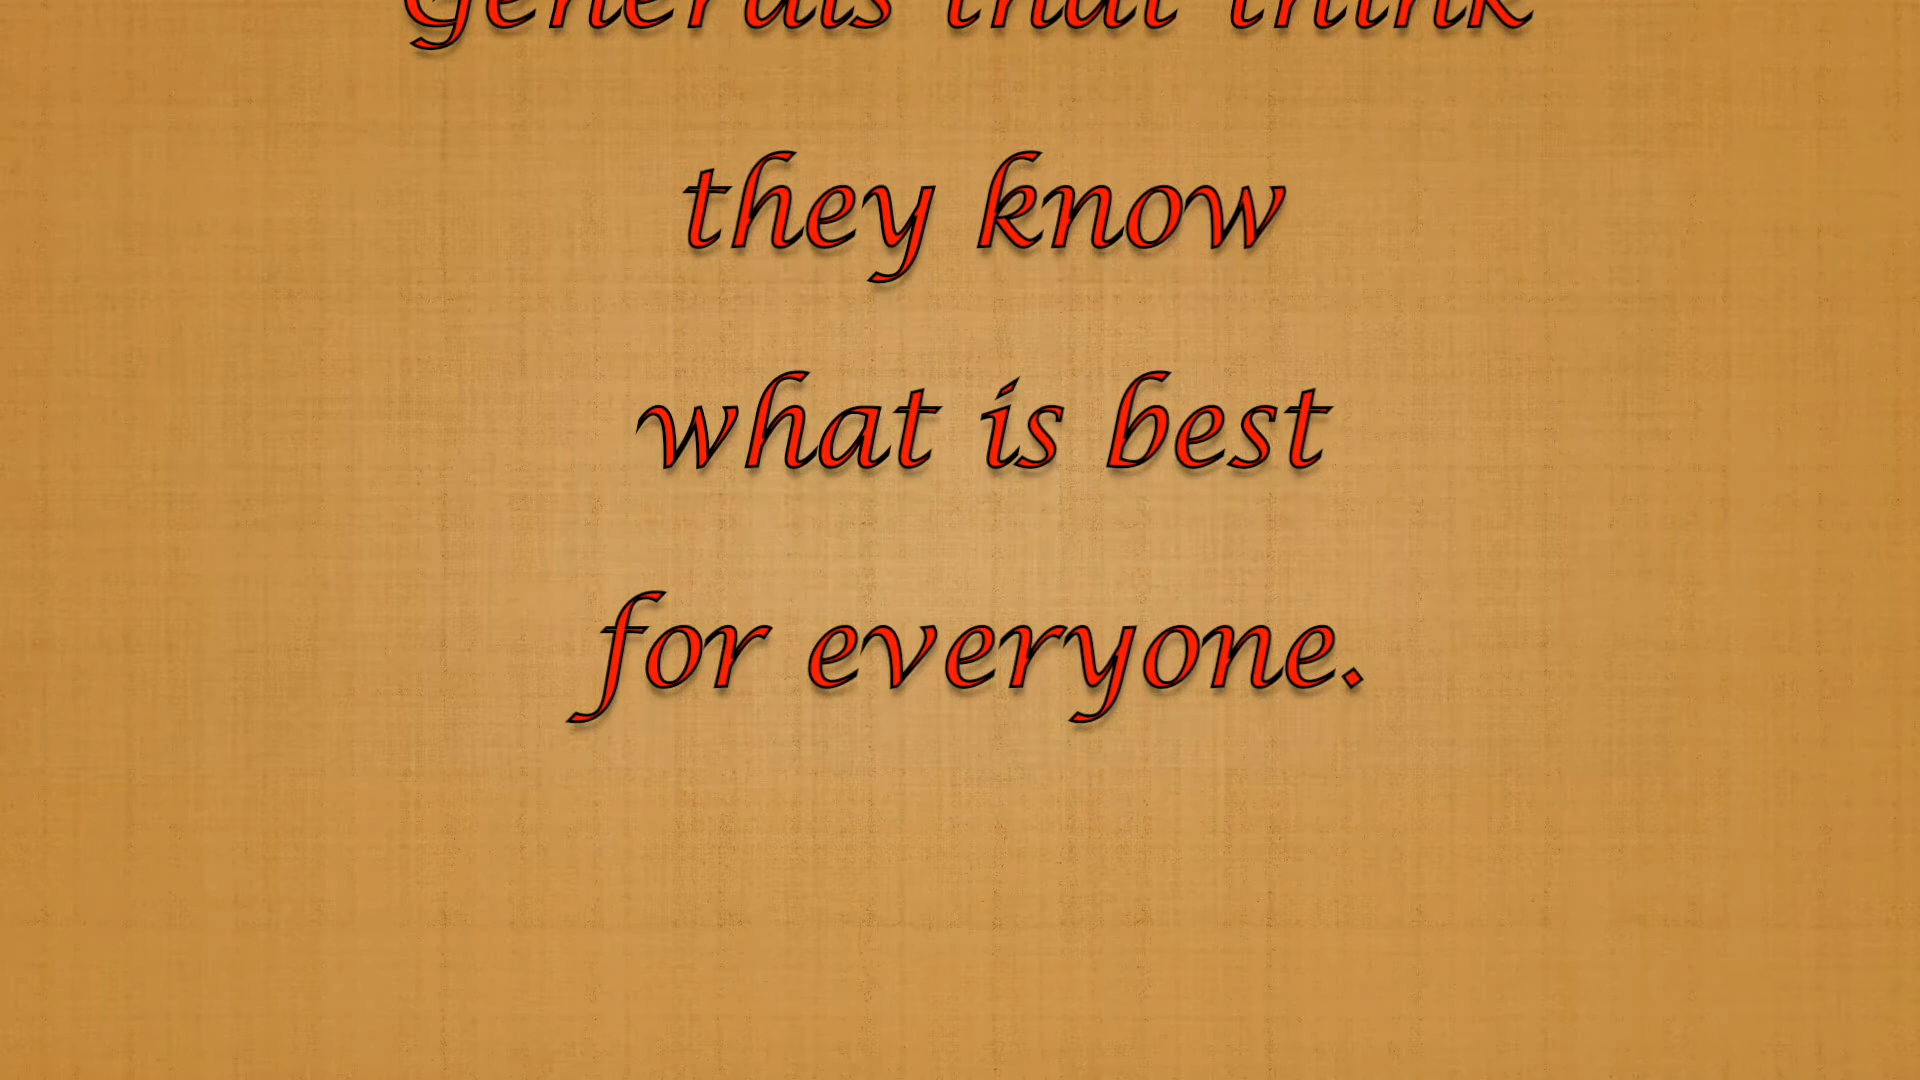 Generals that think
they know
what is best
for everyone.